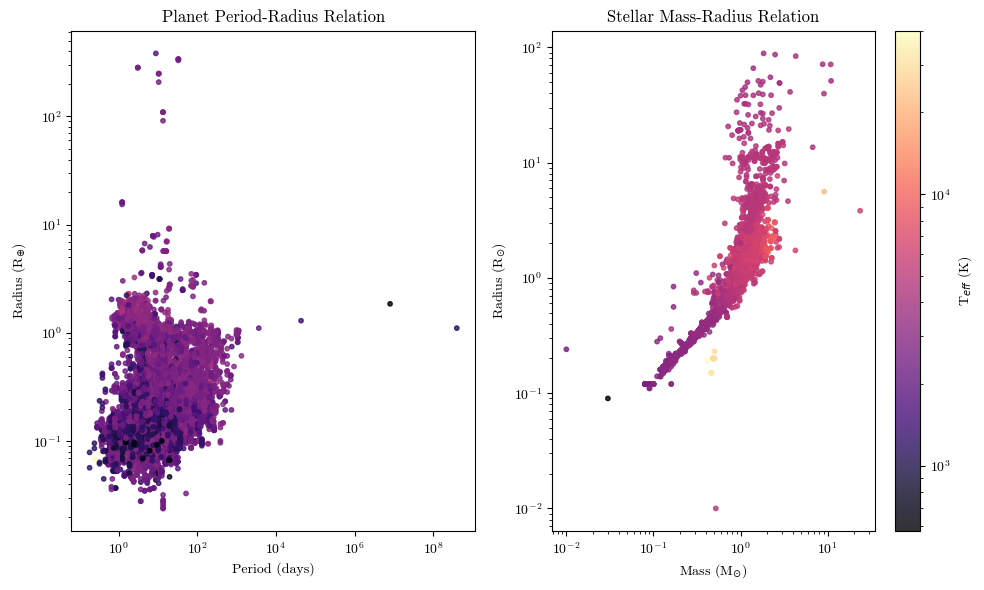 Planet Period-Radius Relation
Radius (R⊕)
10²
10¹
10⁰
10⁻¹
10⁰
10²
10⁴
10⁶
10⁸
Period (days)
Stellar Mass-Radius Relation
Radius (R⊙)
10²
10¹
10⁰
10⁻¹
10⁻²
10⁻²
10⁻¹
10⁰
10¹
Mass (M⊙)
10⁴
10³
T_eff (K)